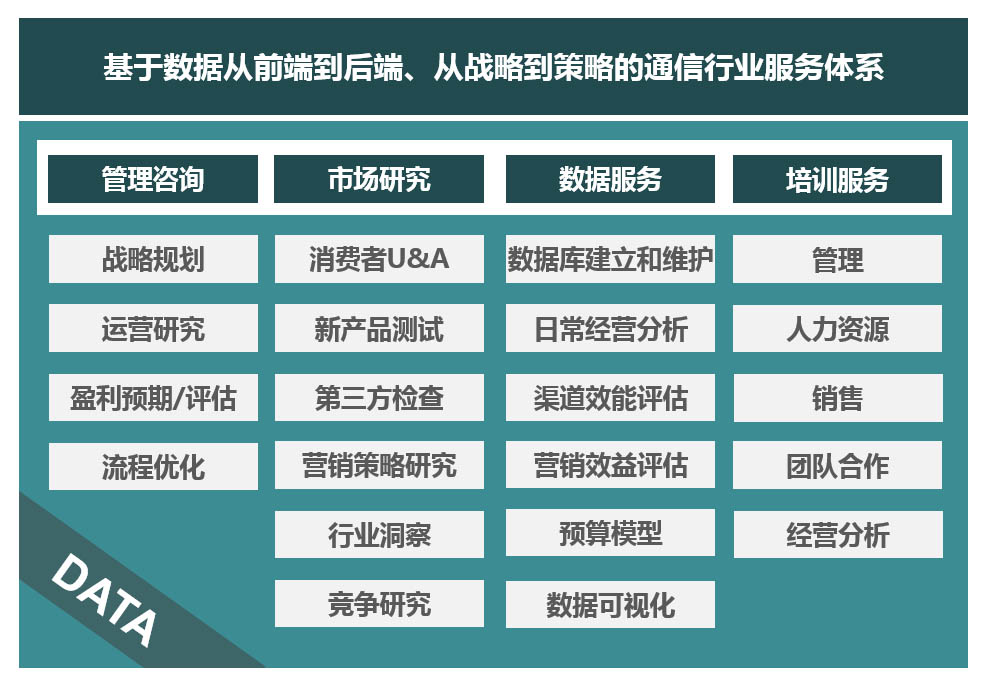 基于数据从前端到后端、从战略到策略的通信行业服务体系
管理咨询
市场研究
数据服务
培训服务
战略规划
消费者U&A
数据库建立和维护
管理
运营研究
新产品测试
日常经营分析
人力资源
盈利预期/评估
第三方检查
渠道效能评估
销售
流程优化
营销策略研究
营销效益评估
团队合作
行业洞察
预算模型
经营分析
竞争研究
数据可视化
DATA